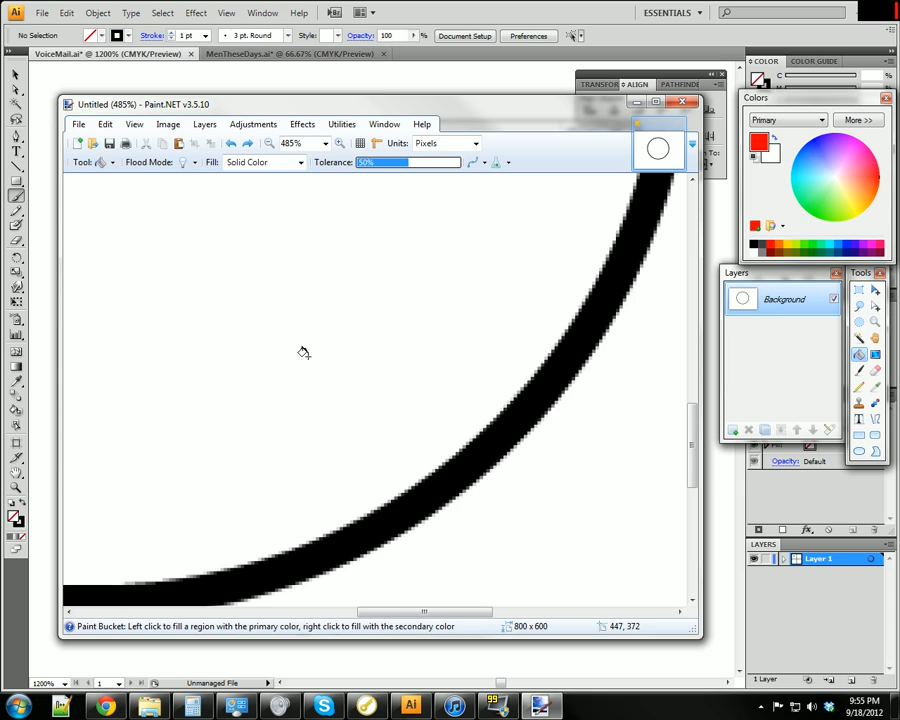 Ai File Edit Object Type Select Effect View Window Help Br
ESSENTIALS
No Selection Stroke: 1 pt 3 pt. Round Style: Opacity: 100 % Document Setup Preferences
VoiceMail.ai* @ 1200% (CMYK/Preview) × MenTheseDays.ai* @ 66.67% (CMYK/Preview) ×
COLOR COLOR GUIDE
C %
TRANSFOR ALIGN PATHFINDE
Colors
Untitled (485%) - Paint.NET v3.5.10
Primary More >>
File Edit View Image Layers Adjustments Effects Utilities Window Help
485% Units: Pixels
Tool: Flood Mode: Fill: Solid Color Tolerance: 50%
Layers Tools
Background
Opacity: Default
LAYERS
Layer 1
Paint Bucket: Left click to fill a region with the primary color, right click to fill with the secondary color 800 x 600 447, 372
1200% 1 Unmanaged File
1 Layer
99
Ai
9:55 PM
9/18/2012